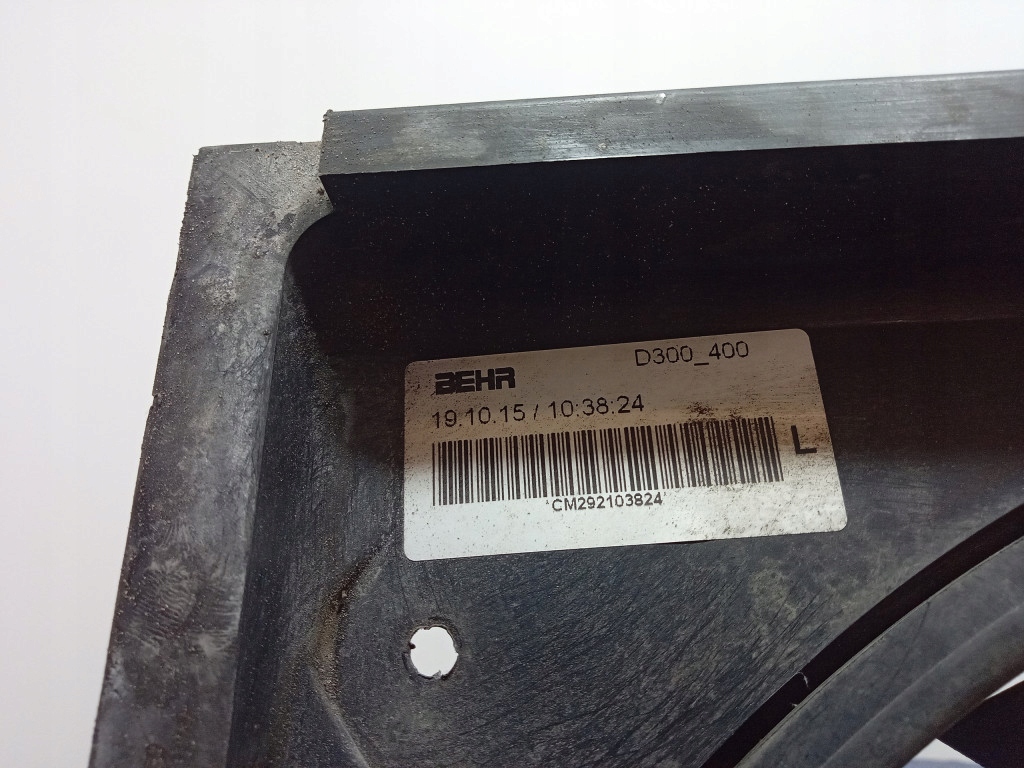 D300_400
BEHR
19.10.15 / 10:38:24
L
*CM292103824*